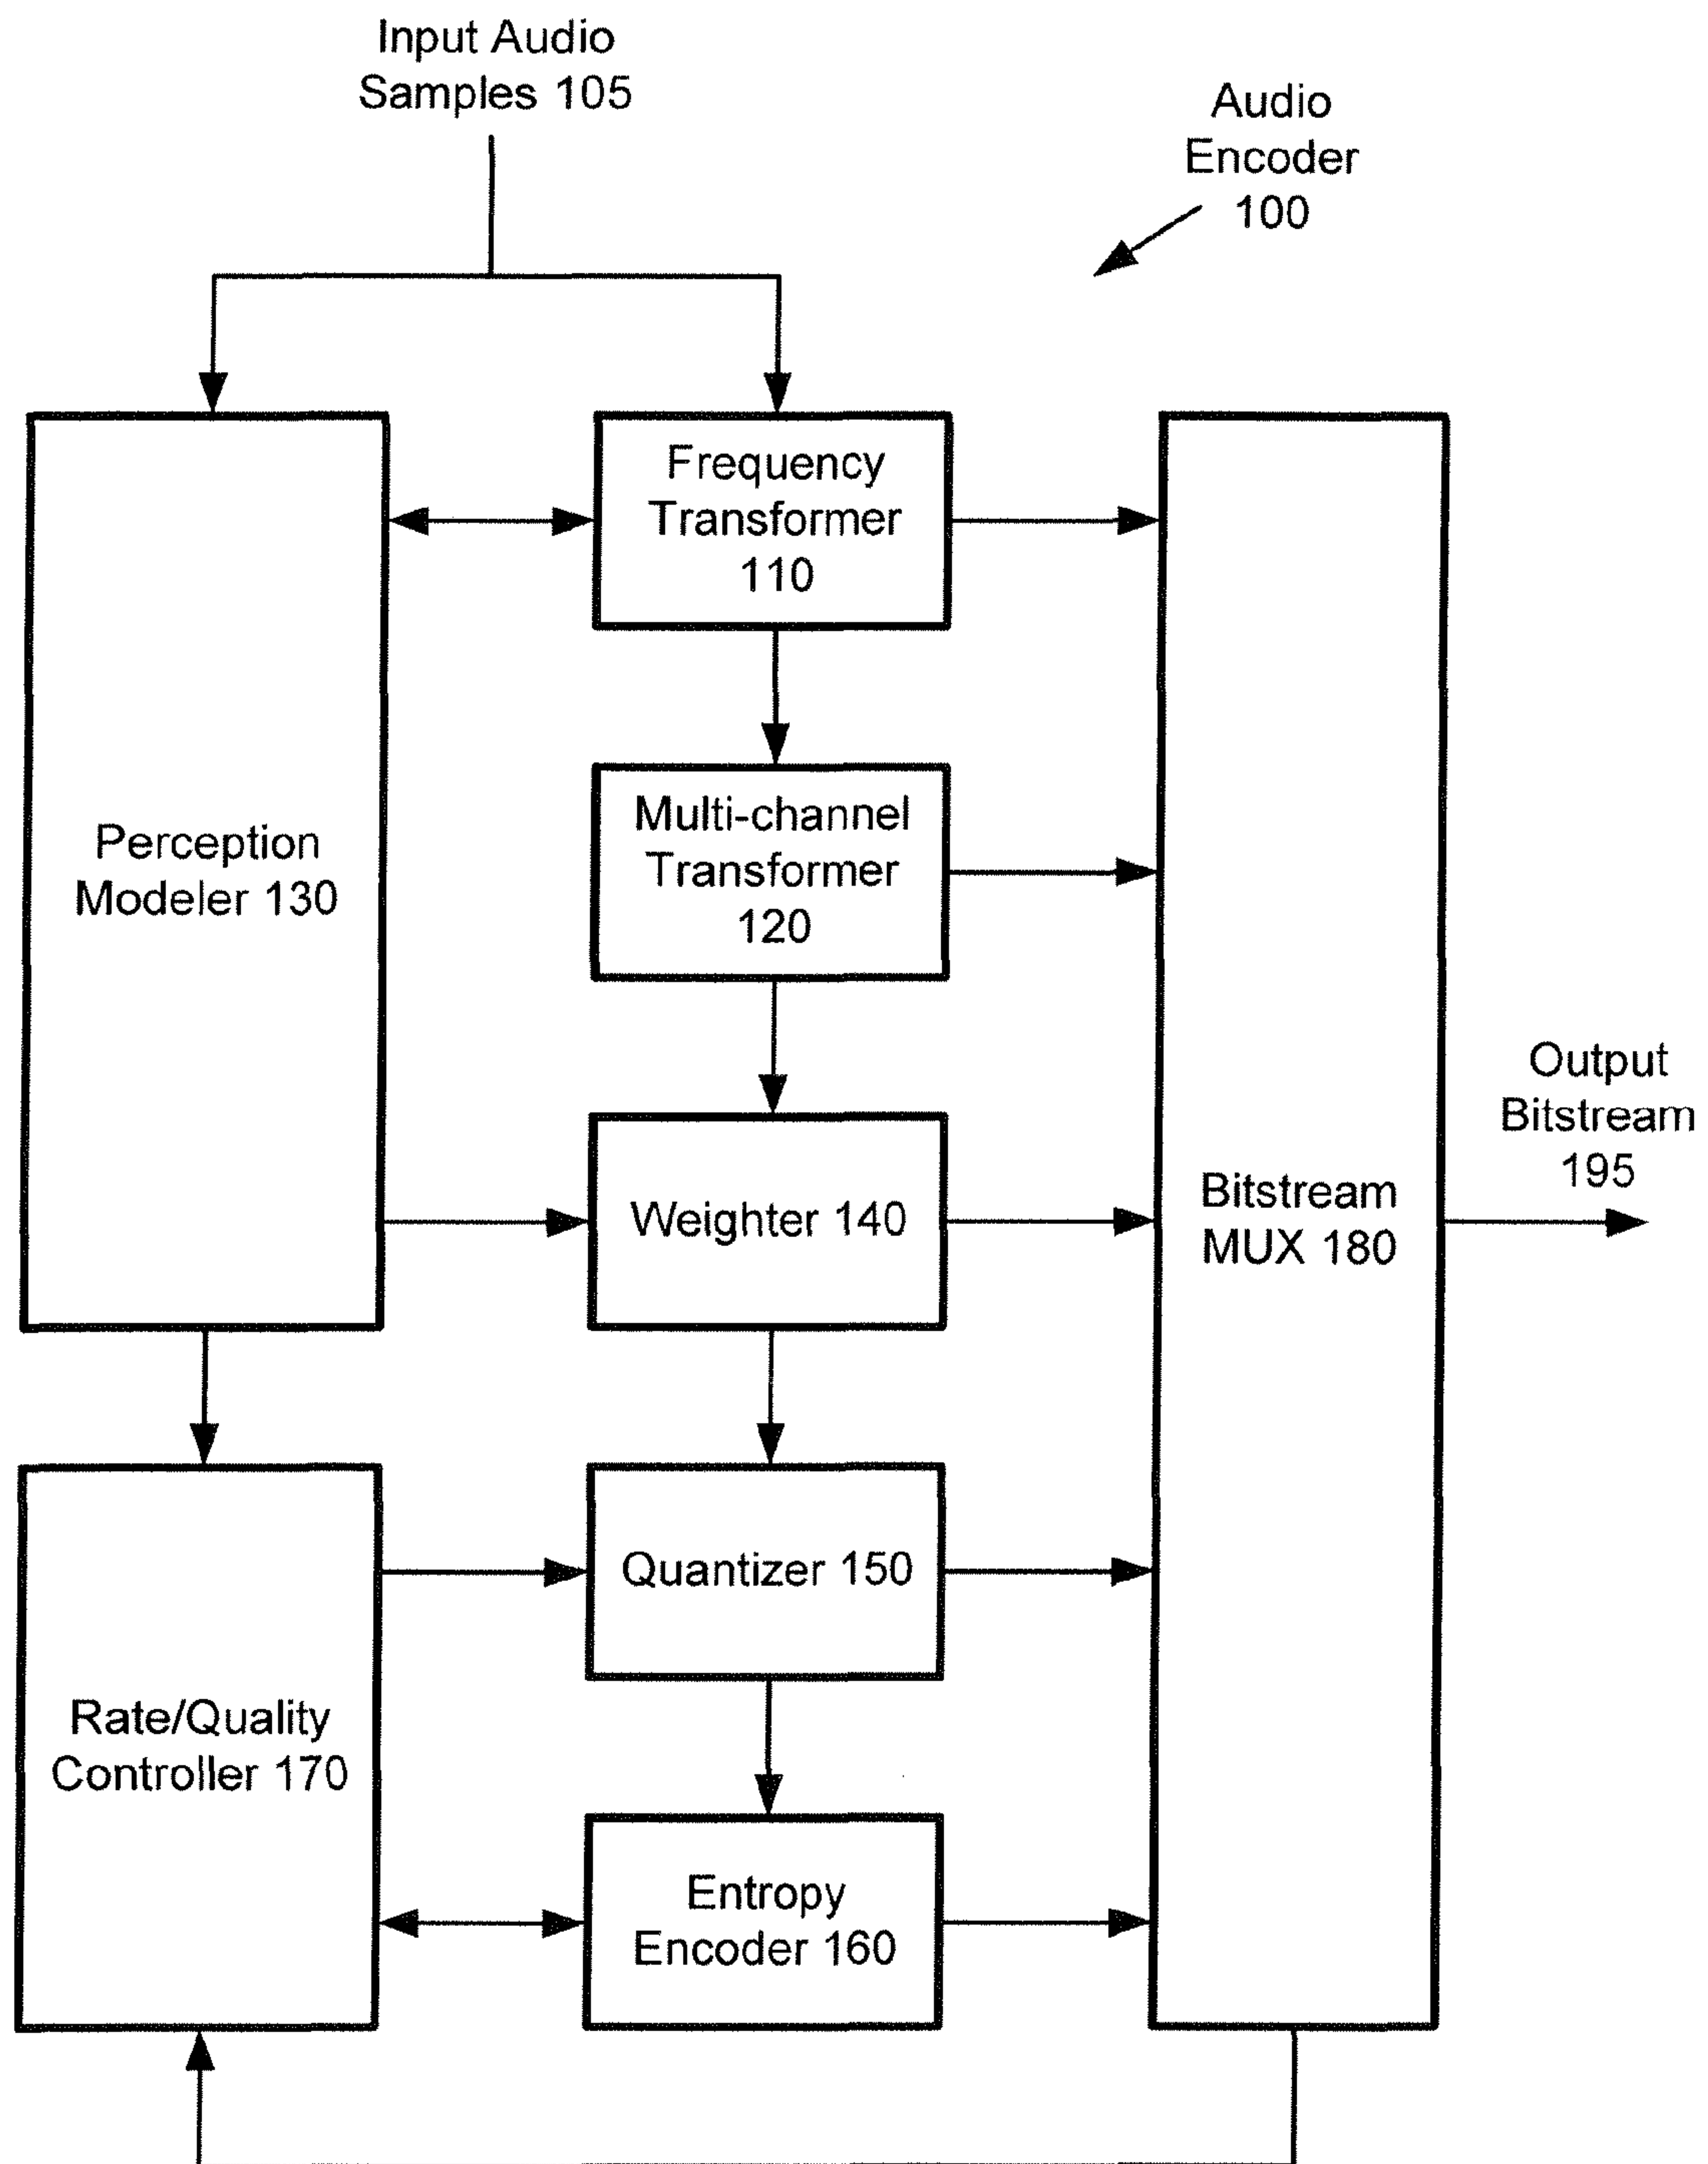 Input Audio
Samples 105
Audio
Encoder
100
Frequency
Transformer
110
Multi-channel
Transformer
120
Perception
Modeler 130
Output
Bitstream
195
Weighter 140
Bitstream
MUX 180
Quantizer 150
Rate/Quality
Controller 170
Entropy
Encoder 160